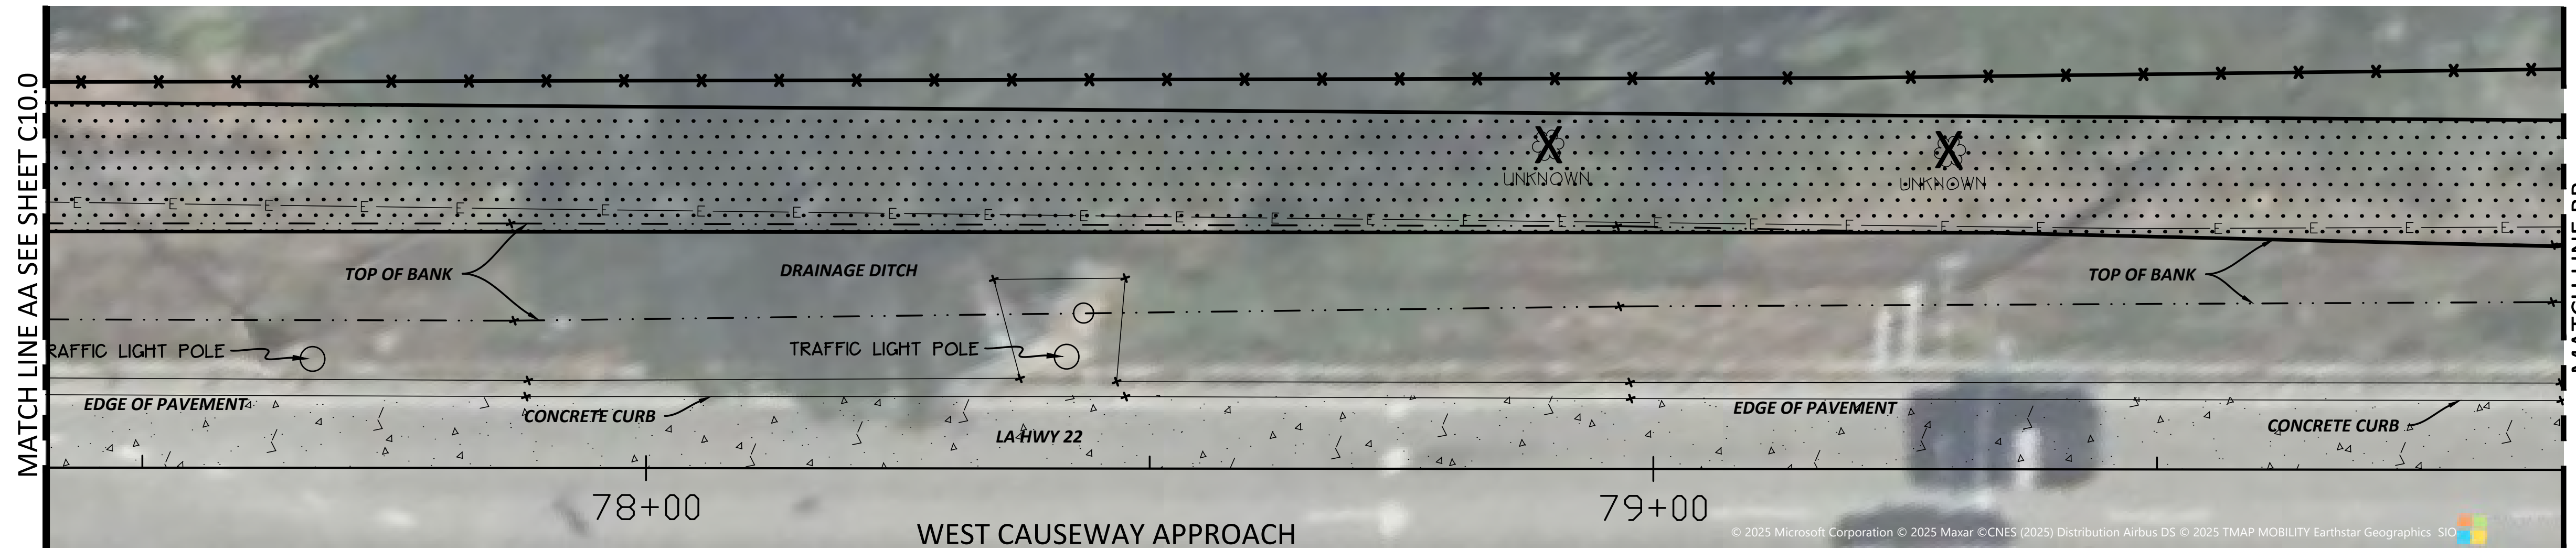 MATCH LINE AA SEE SHEET C10.0
UNKNOWN
UNKNOWN
E E E E E E E E E E E E E E E E E E E E E E E E E
TOP OF BANK
DRAINAGE DITCH
TOP OF BANK
RAFFIC LIGHT POLE
TRAFFIC LIGHT POLE
EDGE OF PAVEMENT
CONCRETE CURB
EDGE OF PAVEMENT
CONCRETE CURB
LA HWY 22
78+00
79+00
WEST CAUSEWAY APPROACH
© 2025 Microsoft Corporation © 2025 Maxar ©CNES (2025) Distribution Airbus DS © 2025 TMAP MOBILITY Earthstar Geographics SIO